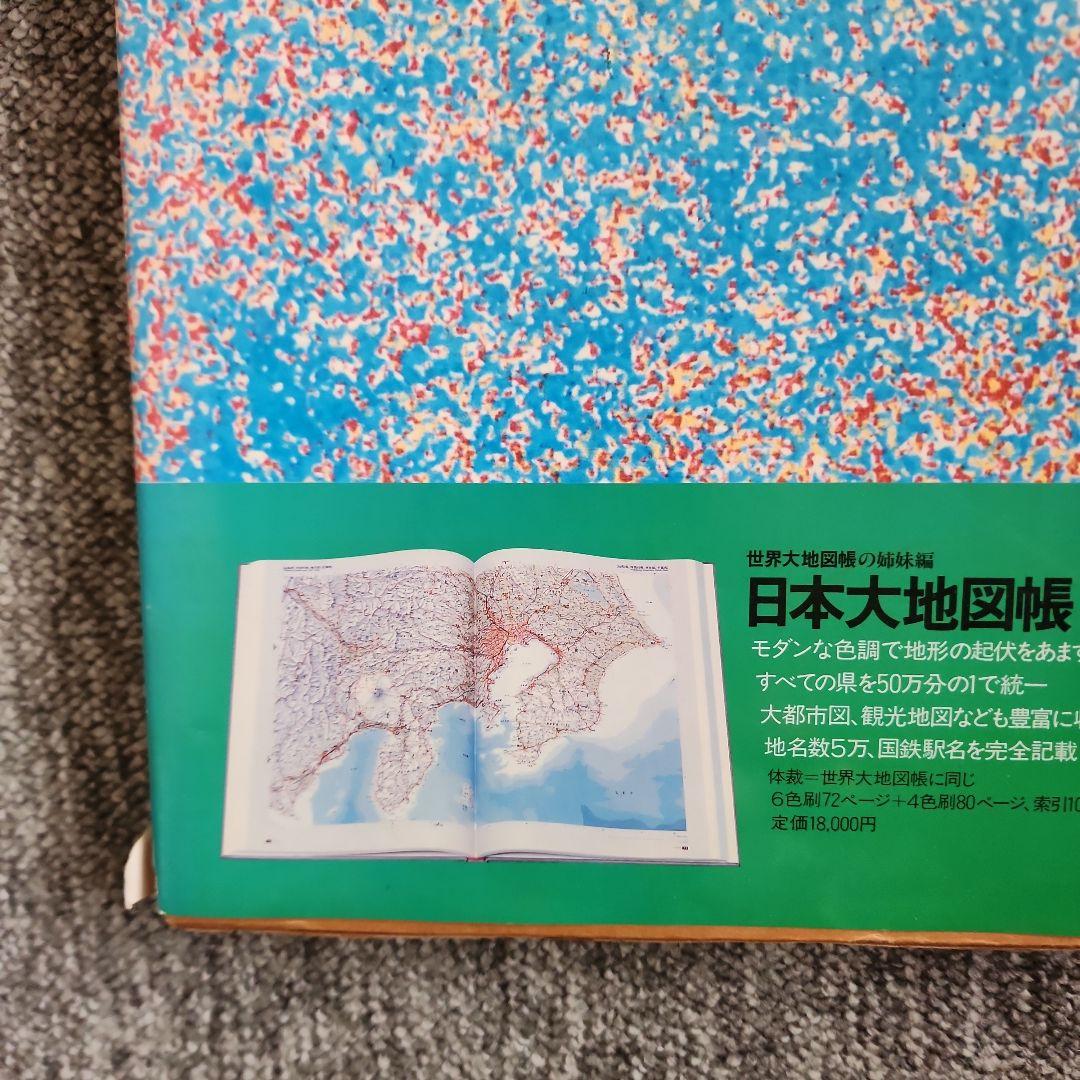 世界大地図帳の姉妹編
日本大地図帳
モダンな色調で地形の起伏をあます
すべての県を50万分の1で統一
大都市図、観光地図なども豊富に
地名数5万、国鉄駅名を完全記載
体裁=世界大地図帳に同じ
6色刷72ページ+4色刷80ページ、索引10
定価18,000円